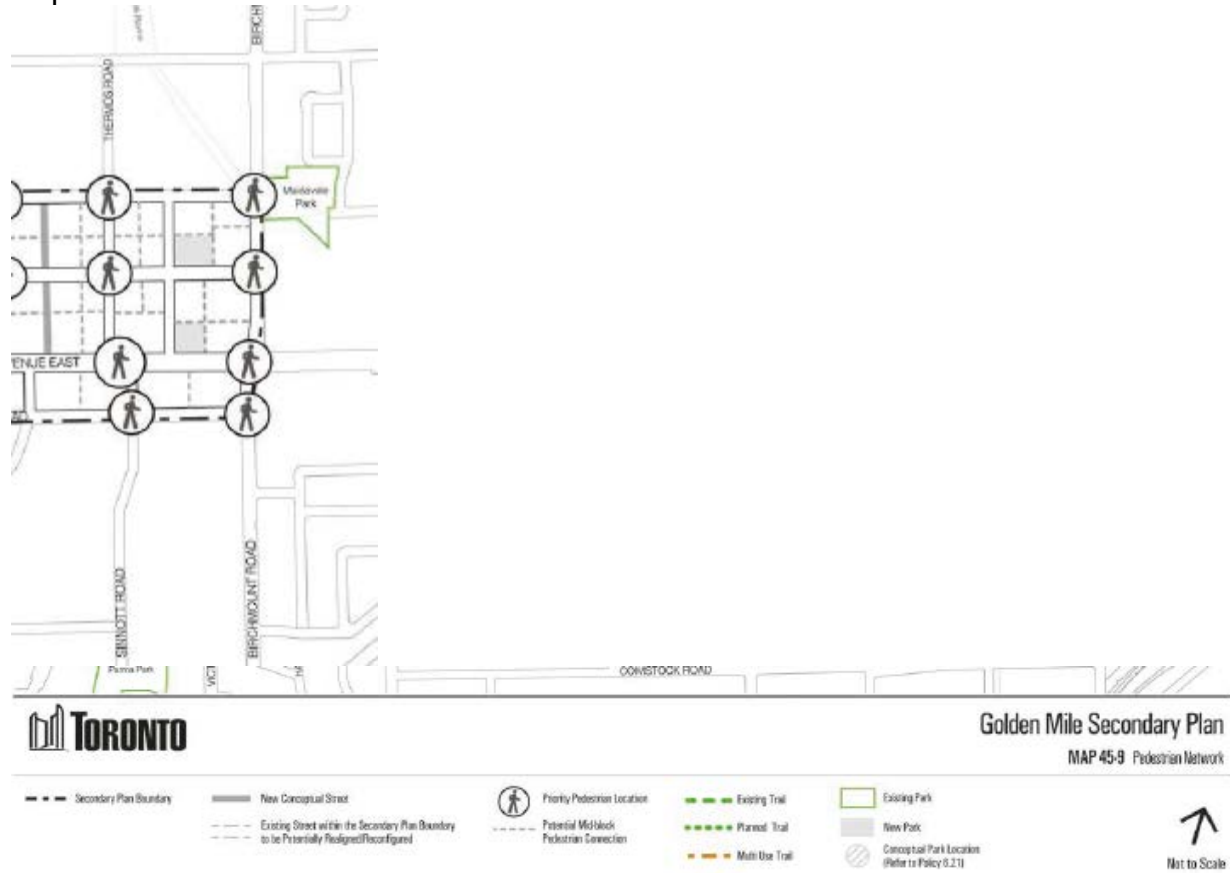 BIRCH
THERMOS ROAD
Maidavale
Park
ENUE EAST
SINNOTT ROAD
BIRCHMOUNT ROAD
VICT
COMSTOCK ROAD
TORONTO
Golden Mile Secondary Plan
MAP 45-9 Pedestrian Network
Secondary Plan Boundary
New Conceptual Street
Existing Street within the Secondary Plan Boundary
to be Potentially Realigned/Reconfigured
Priority Pedestrian Location
Potential Mid-block
Pedestrian Connection
Existing Trail
Planned Trail
Multi Use Trail
Existing Park
New Park
Conceptual Park Location
(Refer to Policy 6.21)
Not to Scale